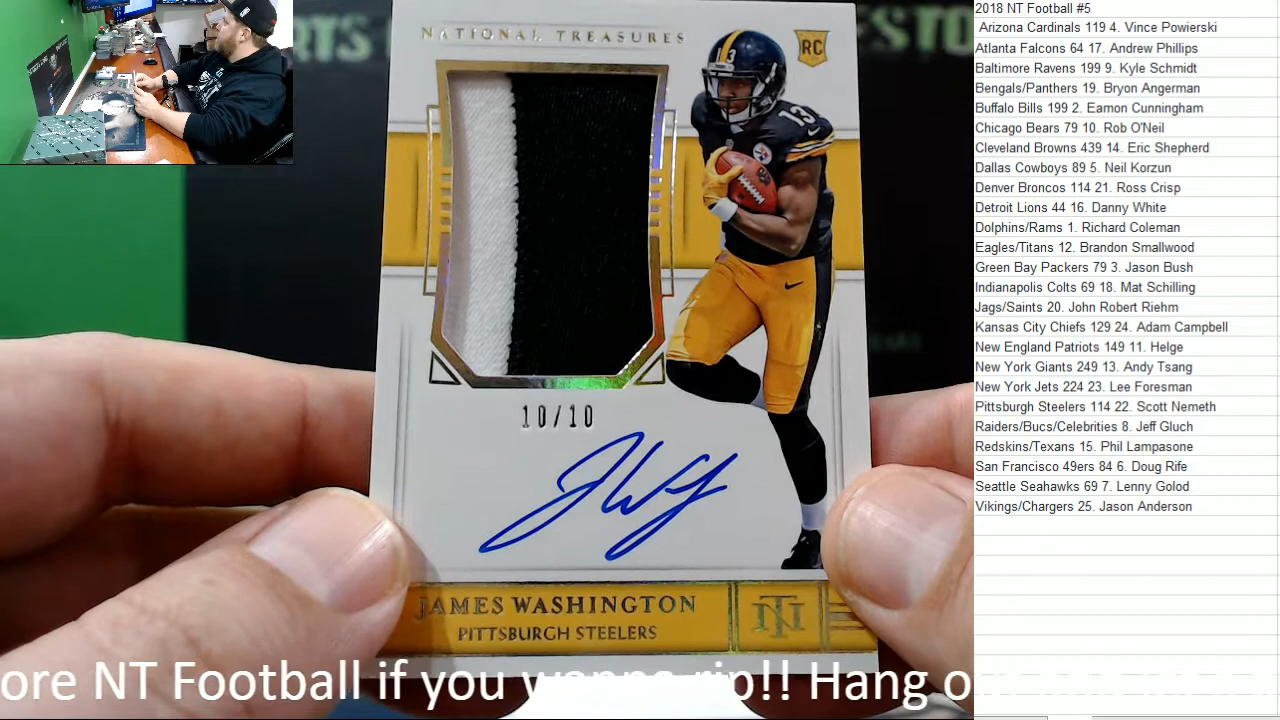 NATIONAL TREASURES
RC
13
13
10/10
JAMES WASHINGTON
PITTSBURGH STEELERS
NT
ore NT Football if you wanna rip!! Hang
2018 NT Football #5
Arizona Cardinals 119 4. Vince Powierski
Atlanta Falcons 64 17. Andrew Phillips
Baltimore Ravens 199 9. Kyle Schmidt
Bengals/Panthers 19. Bryon Angerman
Buffalo Bills 199 2. Eamon Cunningham
Chicago Bears 79 10. Rob O'Neil
Cleveland Browns 439 14. Eric Shepherd
Dallas Cowboys 89 5. Neil Korzun
Denver Broncos 114 21. Ross Crisp
Detroit Lions 44 16. Danny White
Dolphins/Rams 1. Richard Coleman
Eagles/Titans 12. Brandon Smallwood
Green Bay Packers 79 3. Jason Bush
Indianapolis Colts 69 18. Mat Schilling
Jags/Saints 20. John Robert Riehm
Kansas City Chiefs 129 24. Adam Campbell
New England Patriots 149 11. Helge
New York Giants 249 13. Andy Tsang
New York Jets 224 23. Lee Foresman
Pittsburgh Steelers 114 22. Scott Nemeth
Raiders/Bucs/Celebrities 8. Jeff Gluch
Redskins/Texans 15. Phil Lampasone
San Francisco 49ers 84 6. Doug Rife
Seattle Seahawks 69 7. Lenny Golod
Vikings/Chargers 25. Jason Anderson